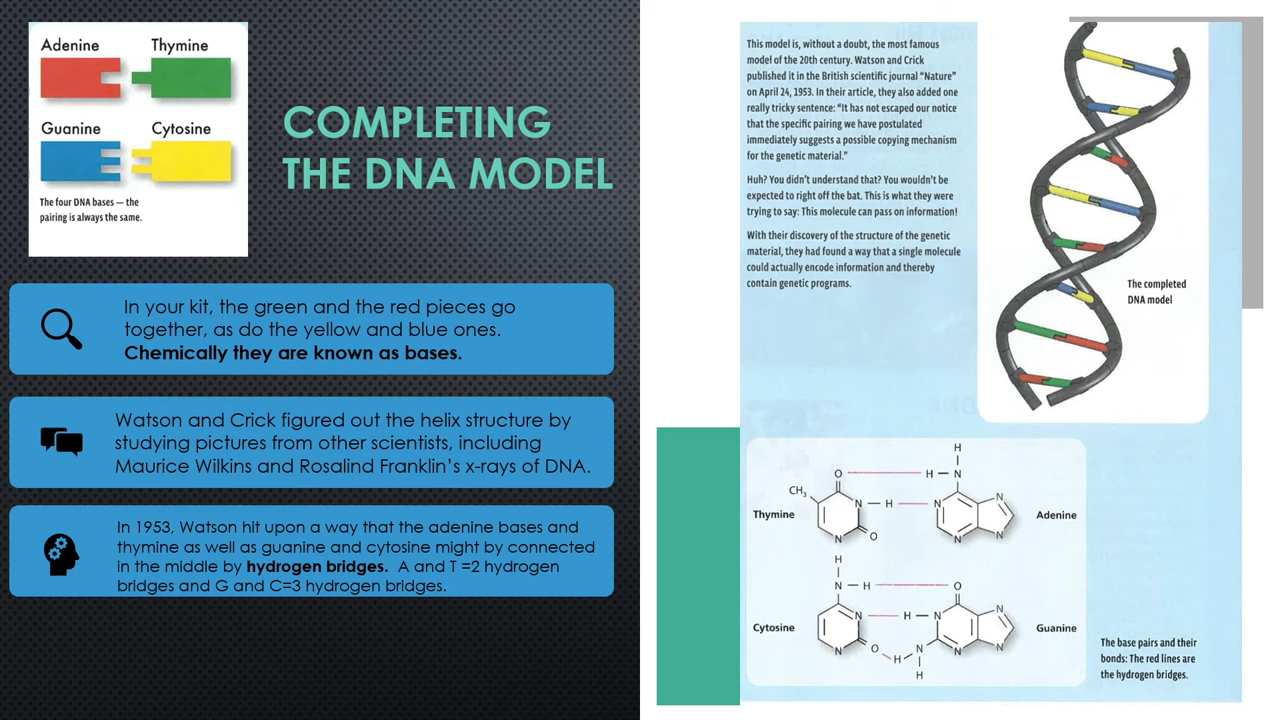 Adenine
Thymine
Guanine
Cytosine
The four DNA bases — the
pairing is always the same.
COMPLETING
THE DNA MODEL
In your kit, the green and the red pieces go
together, as do the yellow and blue ones.
Chemically they are known as bases.
Watson and Crick figured out the helix structure by
studying pictures from other scientists, including
Maurice Wilkins and Rosalind Franklin's x-rays of DNA.
In 1953, Watson hit upon a way that the adenine bases and
thymine as well as guanine and cytosine might by connected
in the middle by hydrogen bridges. A and T =2 hydrogen
bridges and G and C=3 hydrogen bridges.
This model is, without a doubt, the most famous
model of the 20th century. Watson and Crick
published it in the British scientific journal "Nature"
on April 24, 1953. In their article, they also added one
really tricky sentence: "It has not escaped our notice
that the specific pairing we have postulated
immediately suggests a possible copying mechanism
for the genetic material."
Huh? You didn't understand that? You wouldn't be
expected to right off the bat. This is what they were
trying to say: This molecule can pass on information!
With their discovery of the structure of the genetic
material, they had found a way that a single molecule
could actually encode information and thereby
contain genetic programs.
The completed
DNA model
H
O H N
CH₃ N H N N
Thymine Adenine
N O N N
H
N H O
N H N N
Cytosine Guanine
N O H N N N
H
The base pairs and their
bonds: The red lines are
the hydrogen bridges.